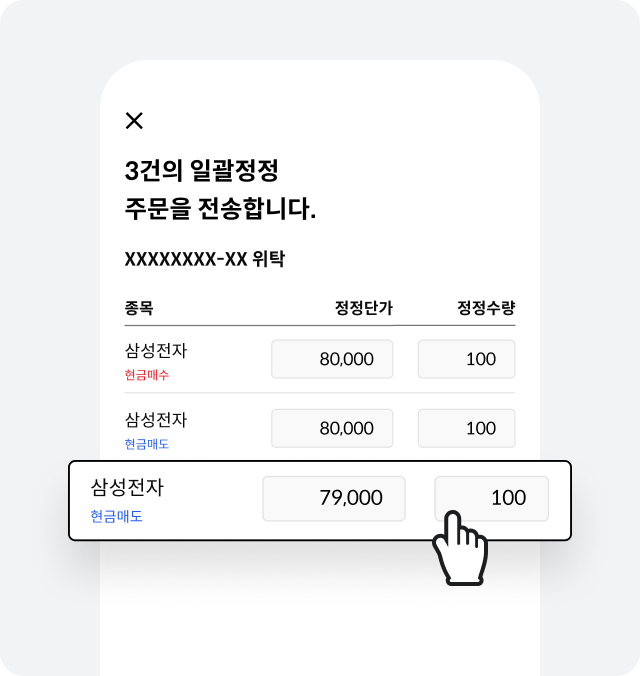 3건의 일괄정정
주문을 전송합니다.
XXXXXXXX-XX 위탁
종목 정정단가 정정수량
삼성전자 80,000 100
현금매수
삼성전자 80,000 100
현금매도
삼성전자 79,000 100
현금매도